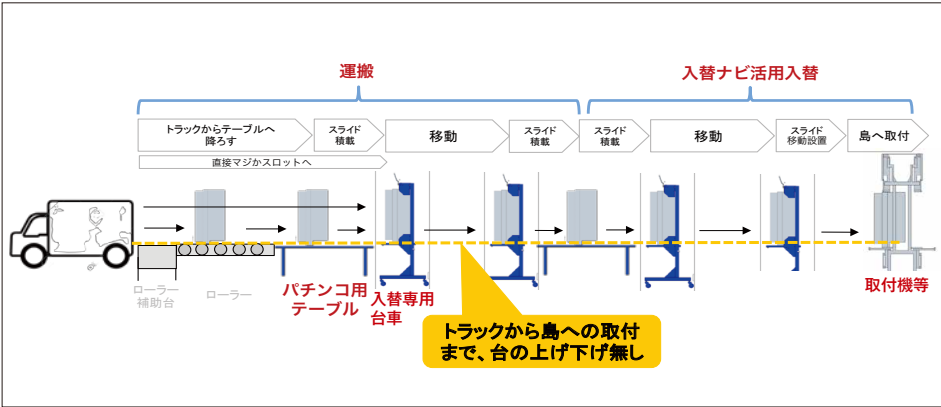 運搬
入替ナビ活用入替
トラックからテーブルへ
降ろす
スライド
積載
移動
スライド
積載
スライド
積載
移動
スライド
移動設置
島へ取付
直接マジかスロットへ
ローラー
補助台
ローラー
パチンコ用
テーブル
入替専用
台車
取付機等
トラックから島への取付
まで、台の上げ下げ無し